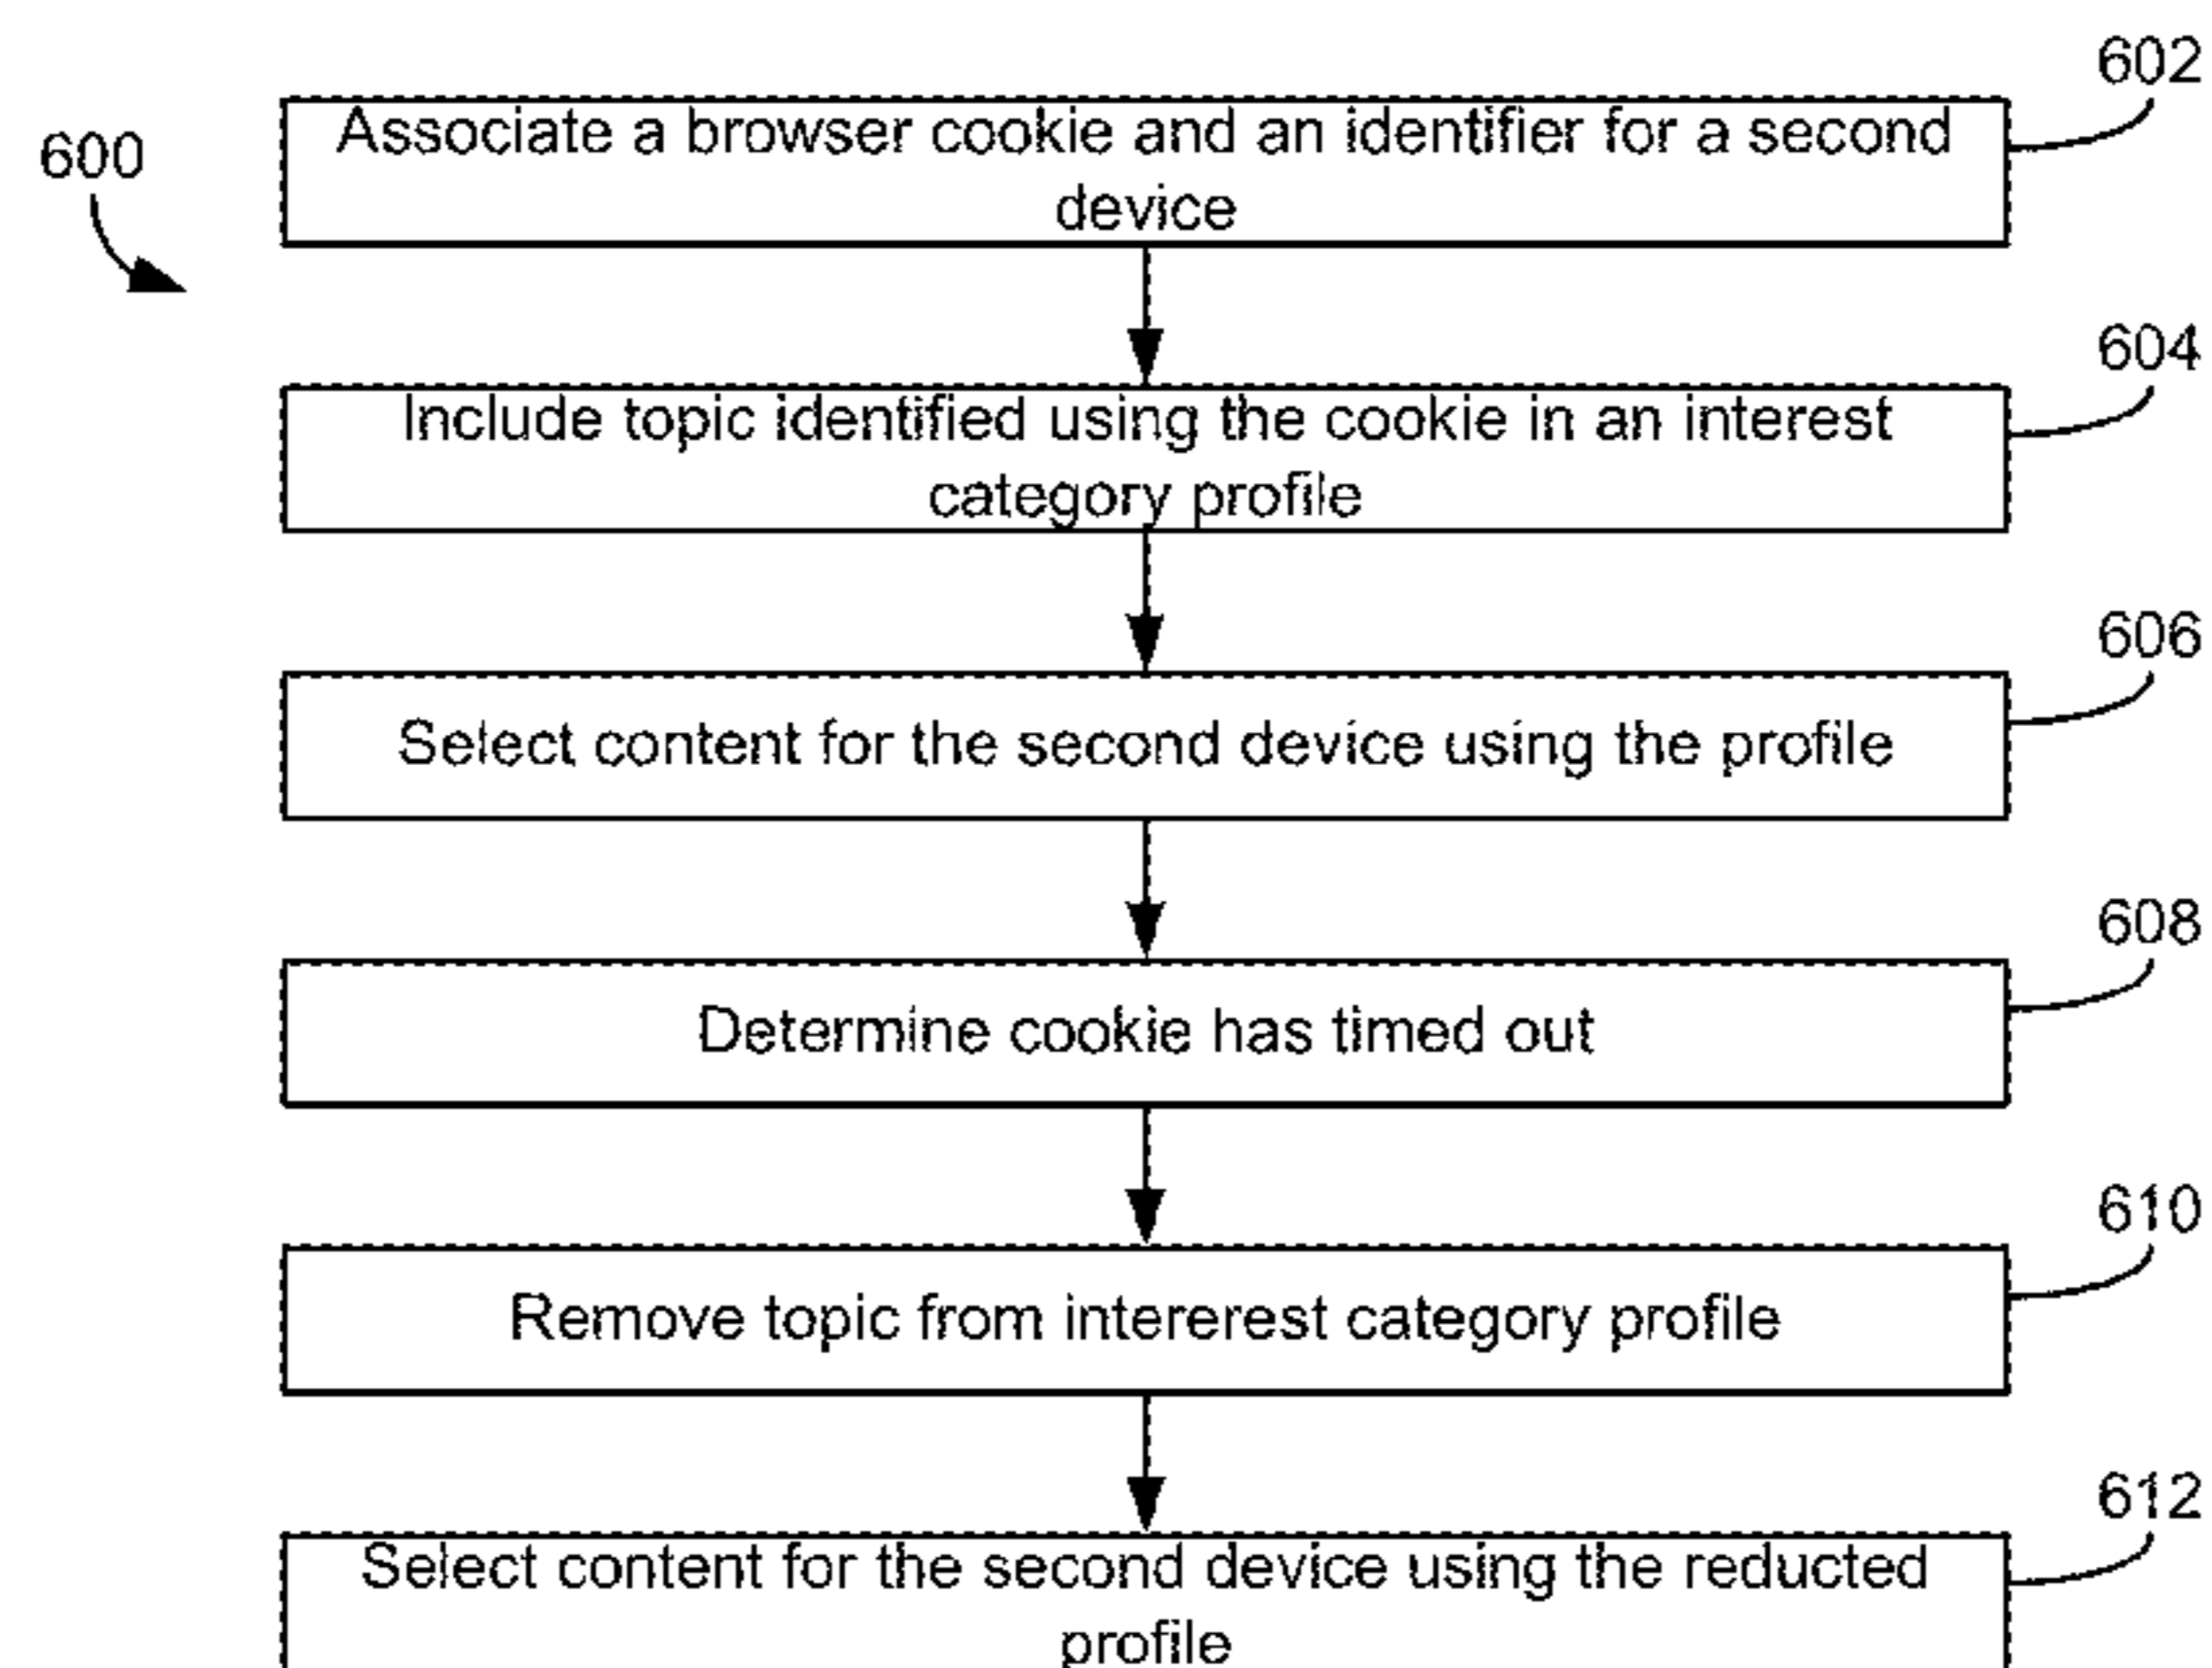 602
Associate a browser cookie and an identifier for a second
device
600
604
Include topic identified using the cookie in an interest
category profile
606
Select content for the second device using the profile
608
Determine cookie has timed out
610
Remove topic from intererest category profile
612
Select content for the second device using the reducted
profile